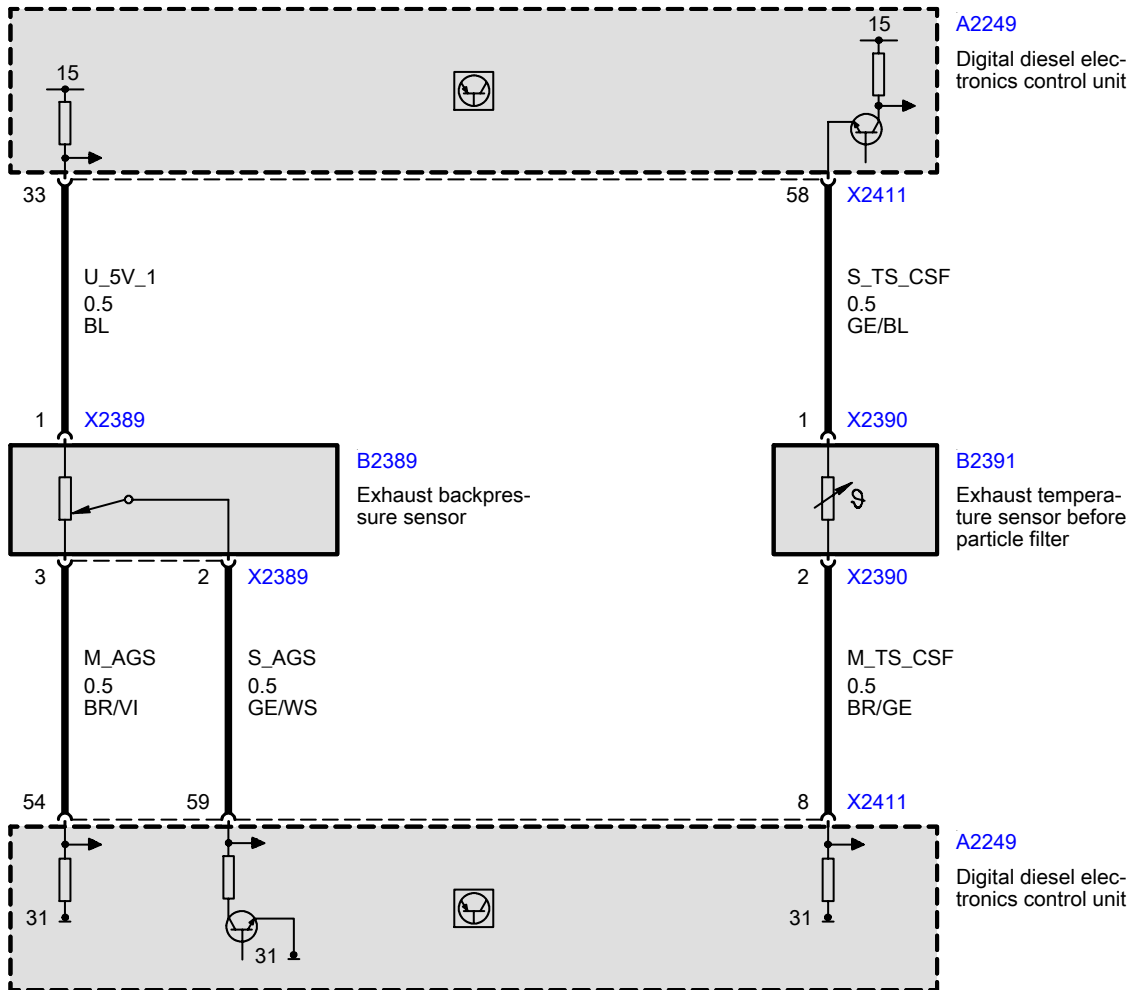 15
A2249
15
Digital diesel elec-
tronics control unit
33
58
X2411
U_5V_1
0.5
BL
S_TS_CSF
0.5
GE/BL
1
X2389
1
X2390
B2389
Exhaust backpres-
sure sensor
B2391
Exhaust tempera-
ture sensor before
particle filter
ϑ
3
2
X2389
2
X2390
M_AGS
0.5
BR/VI
S_AGS
0.5
GE/WS
M_TS_CSF
0.5
BR/GE
54
59
8
X2411
A2249
Digital diesel elec-
tronics control unit
31
31
31